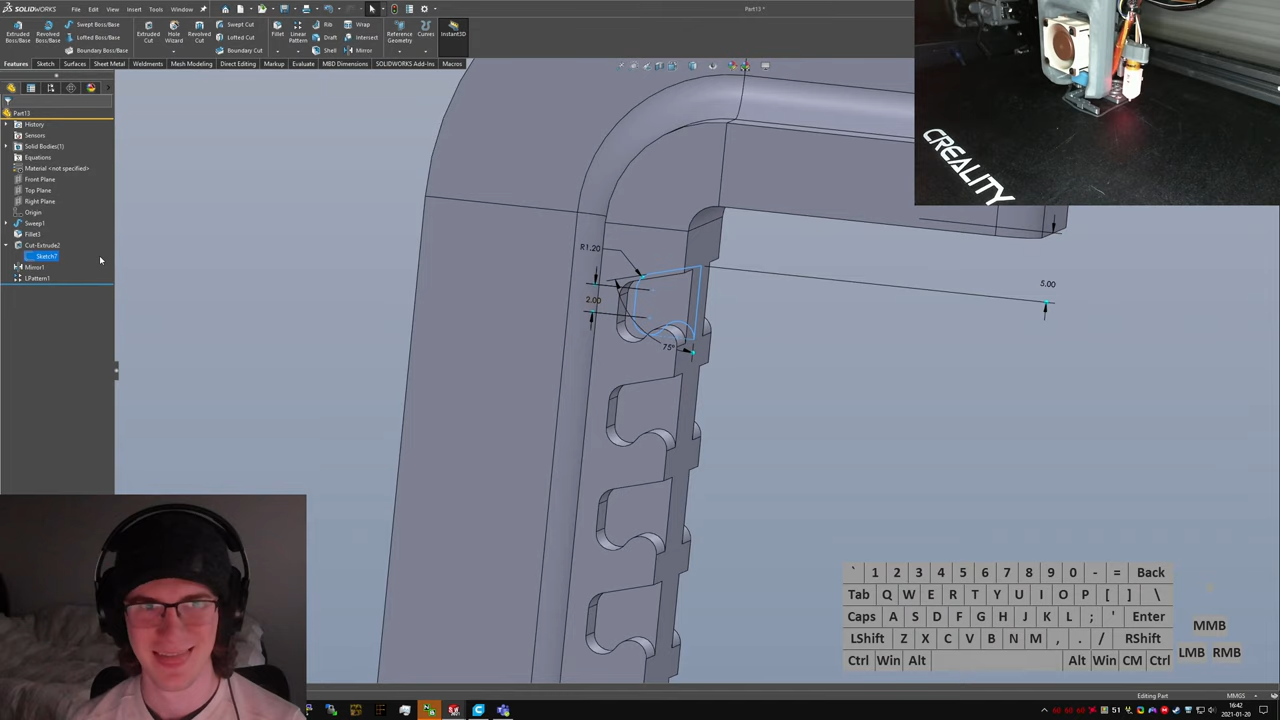 SOLIDWORKS File Edit View Insert Tools Window Part13 *
Extruded Boss/Base
Revolved Boss/Base
Swept Boss/Base
Lofted Boss/Base
Boundary Boss/Base
Extruded Cut
Hole Wizard
Revolved Cut
Swept Cut
Lofted Cut
Boundary Cut
Fillet
Linear Pattern
Rib
Draft
Shell
Wrap
Intersect
Mirror
Reference Geometry
Curves
Instant3D
Features Sketch Surfaces Sheet Metal Weldments Mesh Modeling Direct Editing Markup Evaluate MBD Dimensions SOLIDWORKS Add-Ins Macros
Part13
History
Sensors
Solid Bodies(1)
Equations
Material <not specified>
Front Plane
Top Plane
Right Plane
Origin
Sweep1
Fillet3
Cut-Extrude2
Sketch7
Mirror1
LPattern1
R1.20
2.00
75°
5.00
CREALITY
` 1 2 3 4 5 6 7 8 9 0 - = Back
Tab Q W E R T Y U I O P [ ] \
Caps A S D F G H J K L ; ' Enter
LShift Z X C V B N M , . / RShift
Ctrl Win Alt Alt Win CM Ctrl
MMB
LMB RMB
Editing Part MMGS
16:42
2021-01-20